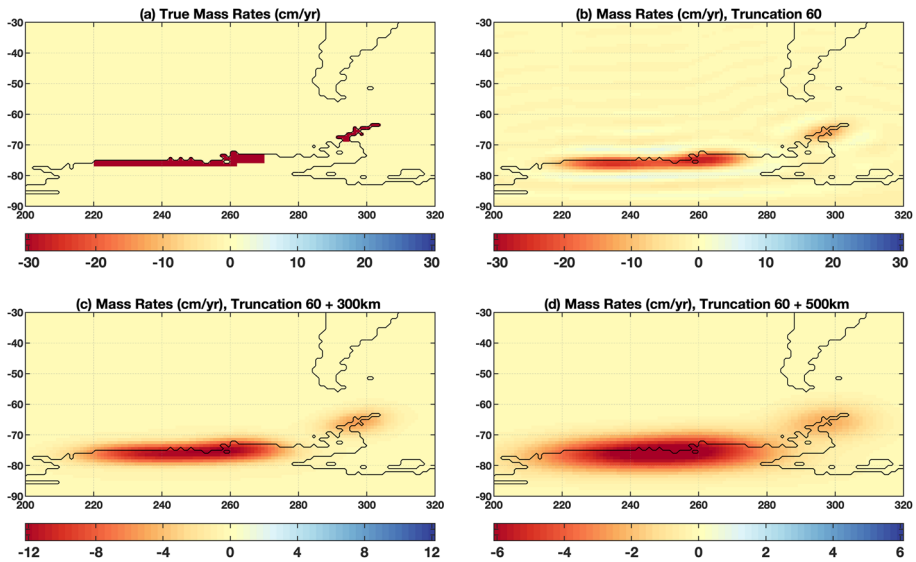 (a) True Mass Rates (cm/yr)
-30
-40
-50
-60
-70
-80
-90
200 220 240 260 280 300 320
-30 -20 -10 0 10 20 30
(b) Mass Rates (cm/yr), Truncation 60
-30
-40
-50
-60
-70
-80
-90
200 220 240 260 280 300 320
-30 -20 -10 0 10 20 30
(c) Mass Rates (cm/yr), Truncation 60 + 300km
-30
-40
-50
-60
-70
-80
-90
200 220 240 260 280 300 320
-12 -8 -4 0 4 8 12
(d) Mass Rates (cm/yr), Truncation 60 + 500km
-30
-40
-50
-60
-70
-80
-90
200 220 240 260 280 300 320
-6 -4 -2 0 2 4 6